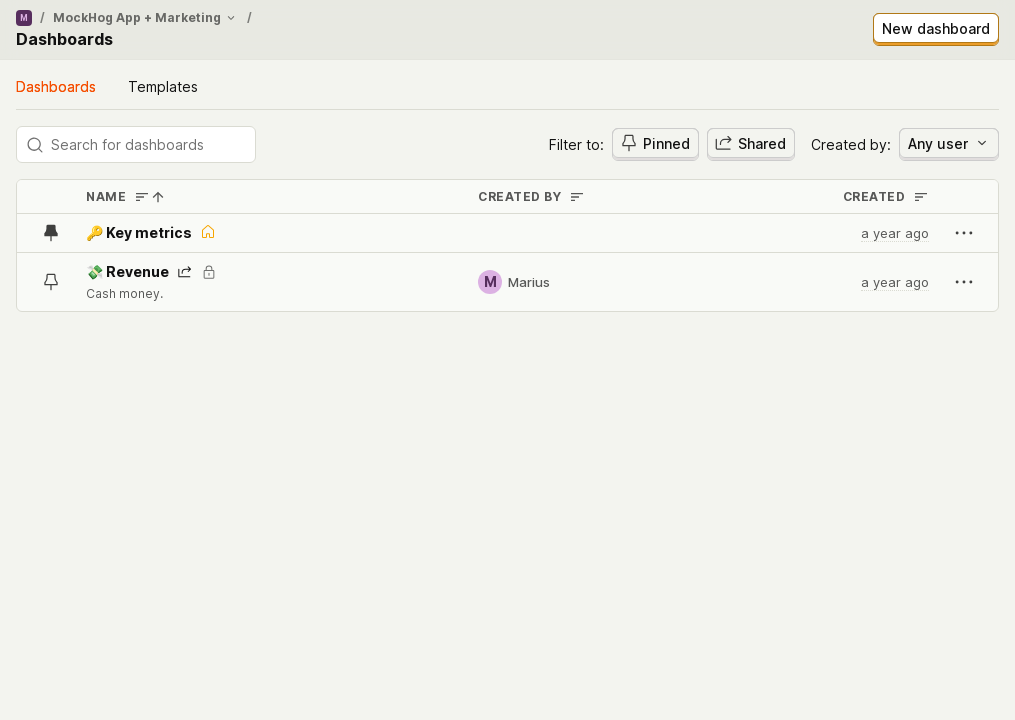 M / MockHog App + Marketing /
Dashboards
New dashboard
Dashboards Templates
Search for dashboards
Filter to: Pinned Shared Created by: Any user
NAME CREATED BY CREATED
🔑 Key metrics a year ago
💸 Revenue
Cash money.
M Marius a year ago